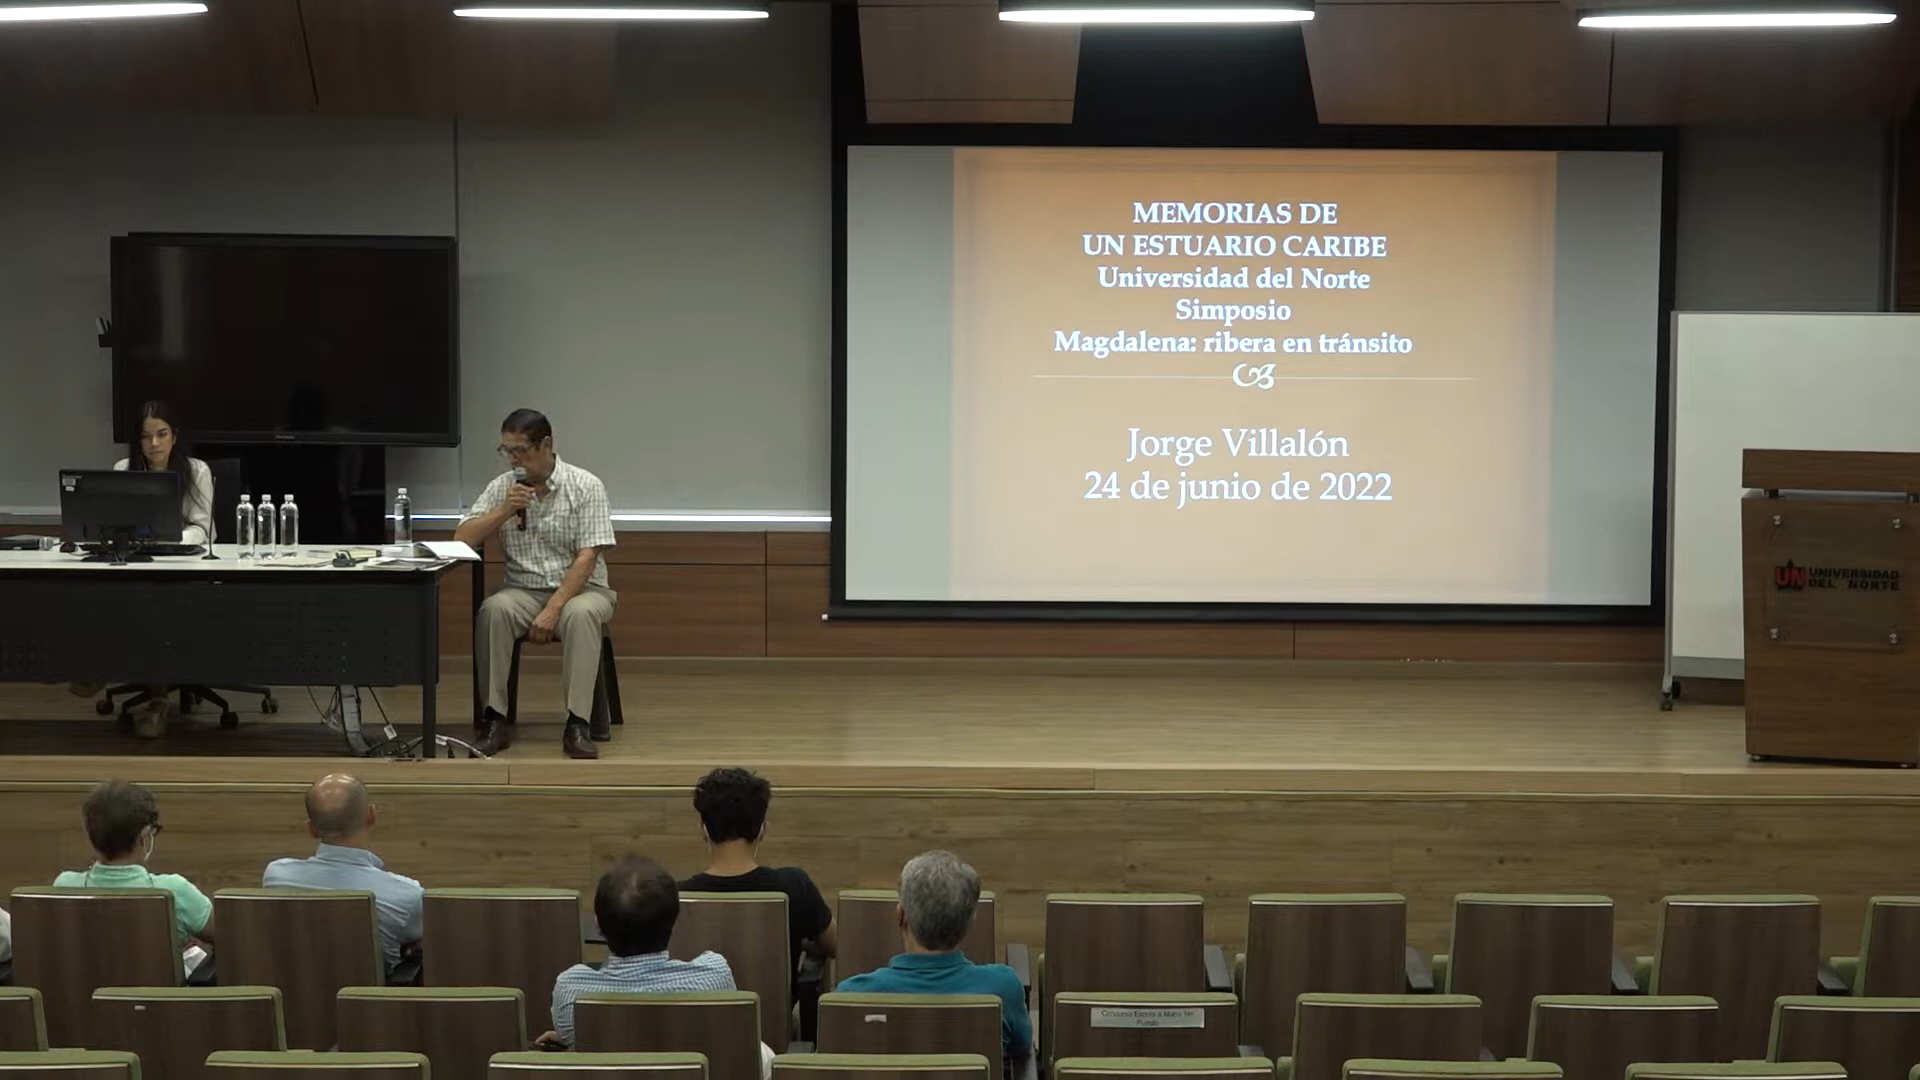 MEMORIAS DE
UN ESTUARIO CARIBE
Universidad del Norte
Simposio
Magdalena: ribera en tránsito
Jorge Villalón
24 de junio de 2022
UN UNIVERSIDAD
DEL NORTE